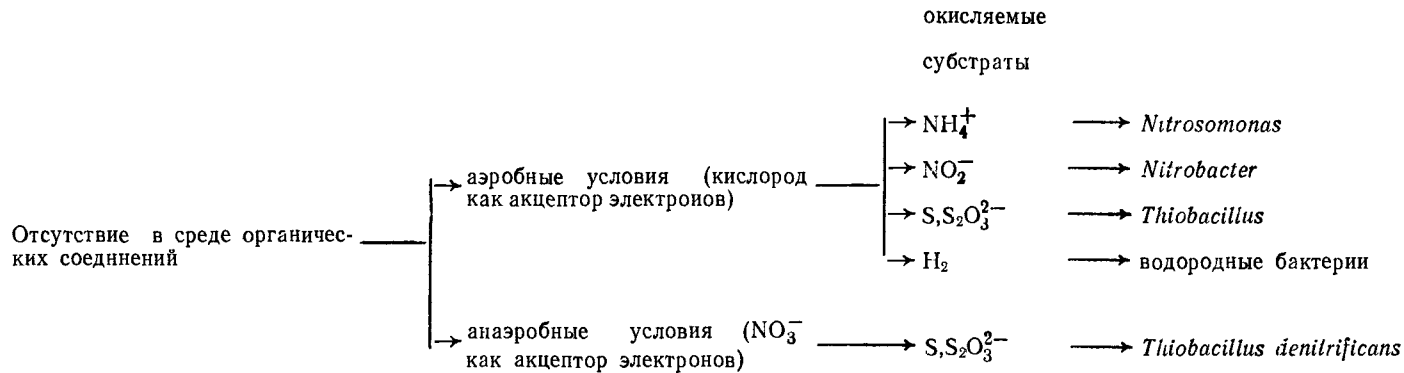 окисляемые
субстраты
NH₄⁺ → Nitrosomonas
NO₂⁻ → Nitrobacter
аэробные условия (кислород
как акцептор электронов)
S,S₂O₃²⁻ → Thiobacillus
Отсутствие в среде органичес-
ких соединений
H₂ → водородные бактерии
анаэробные условия (NO₃⁻
как акцептор электронов)
S,S₂O₃²⁻ → Thiobacillus denitrificans